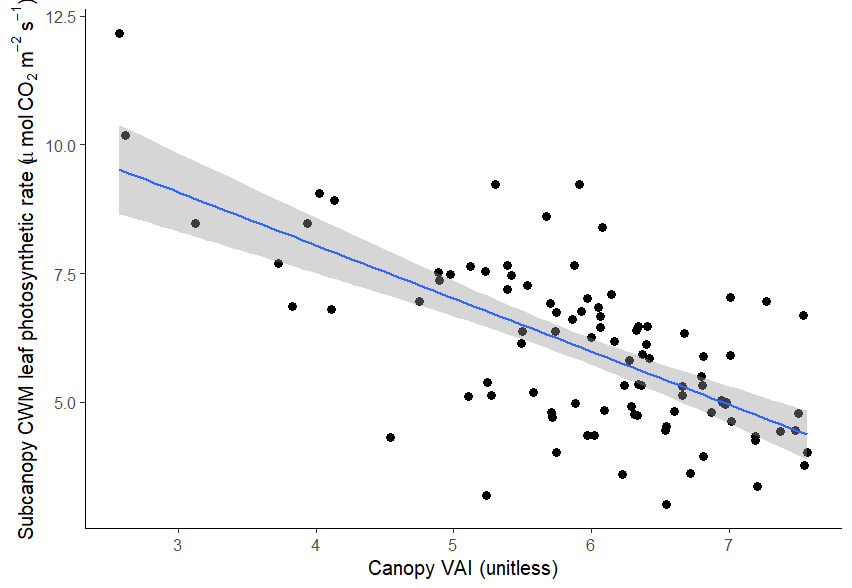 Subcanopy CWM leaf photosynthetic rate (μ mol CO₂ m⁻² s⁻¹)
12.5
10.0
7.5
5.0
3 4 5 6 7
Canopy VAI (unitless)